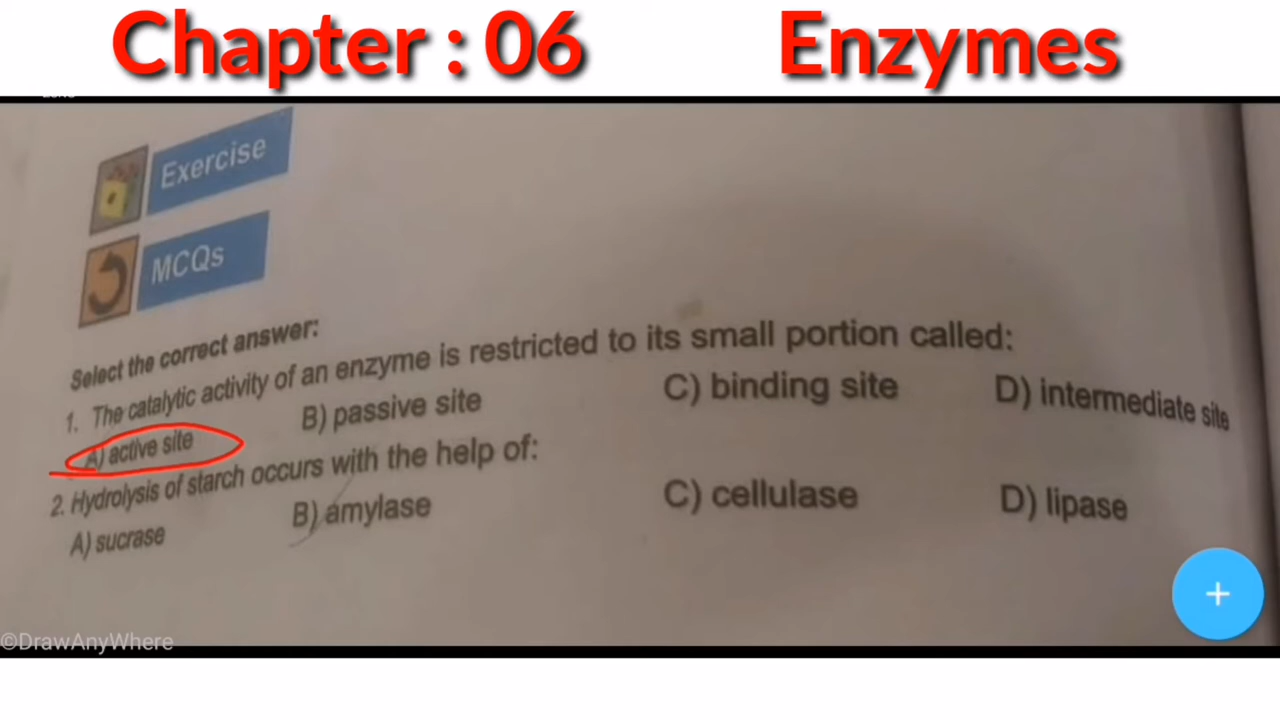 Chapter : 06 Enzymes
Exercise
MCQs
Select the correct answer:
1. The catalytic activity of an enzyme is restricted to its small portion called:
A) active site B) passive site C) binding site D) intermediate site
2. Hydrolysis of starch occurs with the help of:
A) sucrase B) amylase C) cellulase D) lipase
+
©DrawAnyWhere